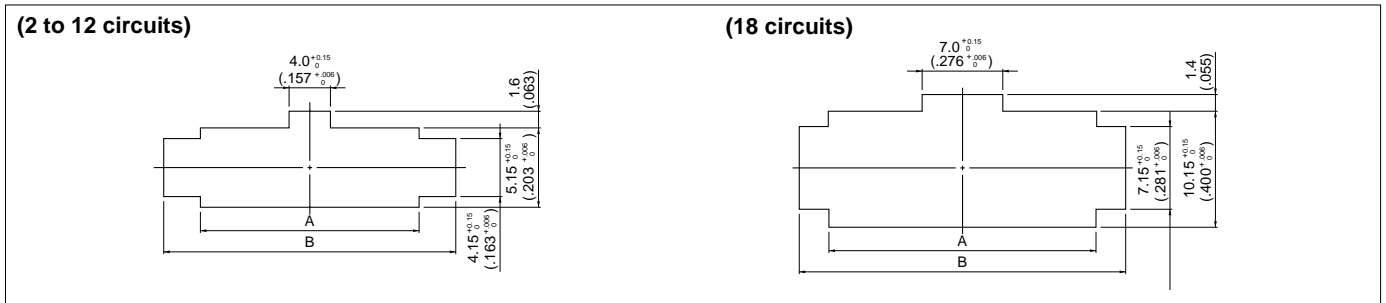 (2 to 12 circuits)
4.0 +0.15 0
(.157 +.006 0)
1.6
(.063)
5.15 +0.15 0
(.203 +.006 0)
4.15 +0.15 0
(.163 +.006 0)
A
B
(18 circuits)
7.0 +0.15 0
(.276 +.006 0)
1.4
(.055)
7.15 +0.15 0
(.281 +.006 0)
10.15 +0.15 0
(.400 +.006 0)
A
B